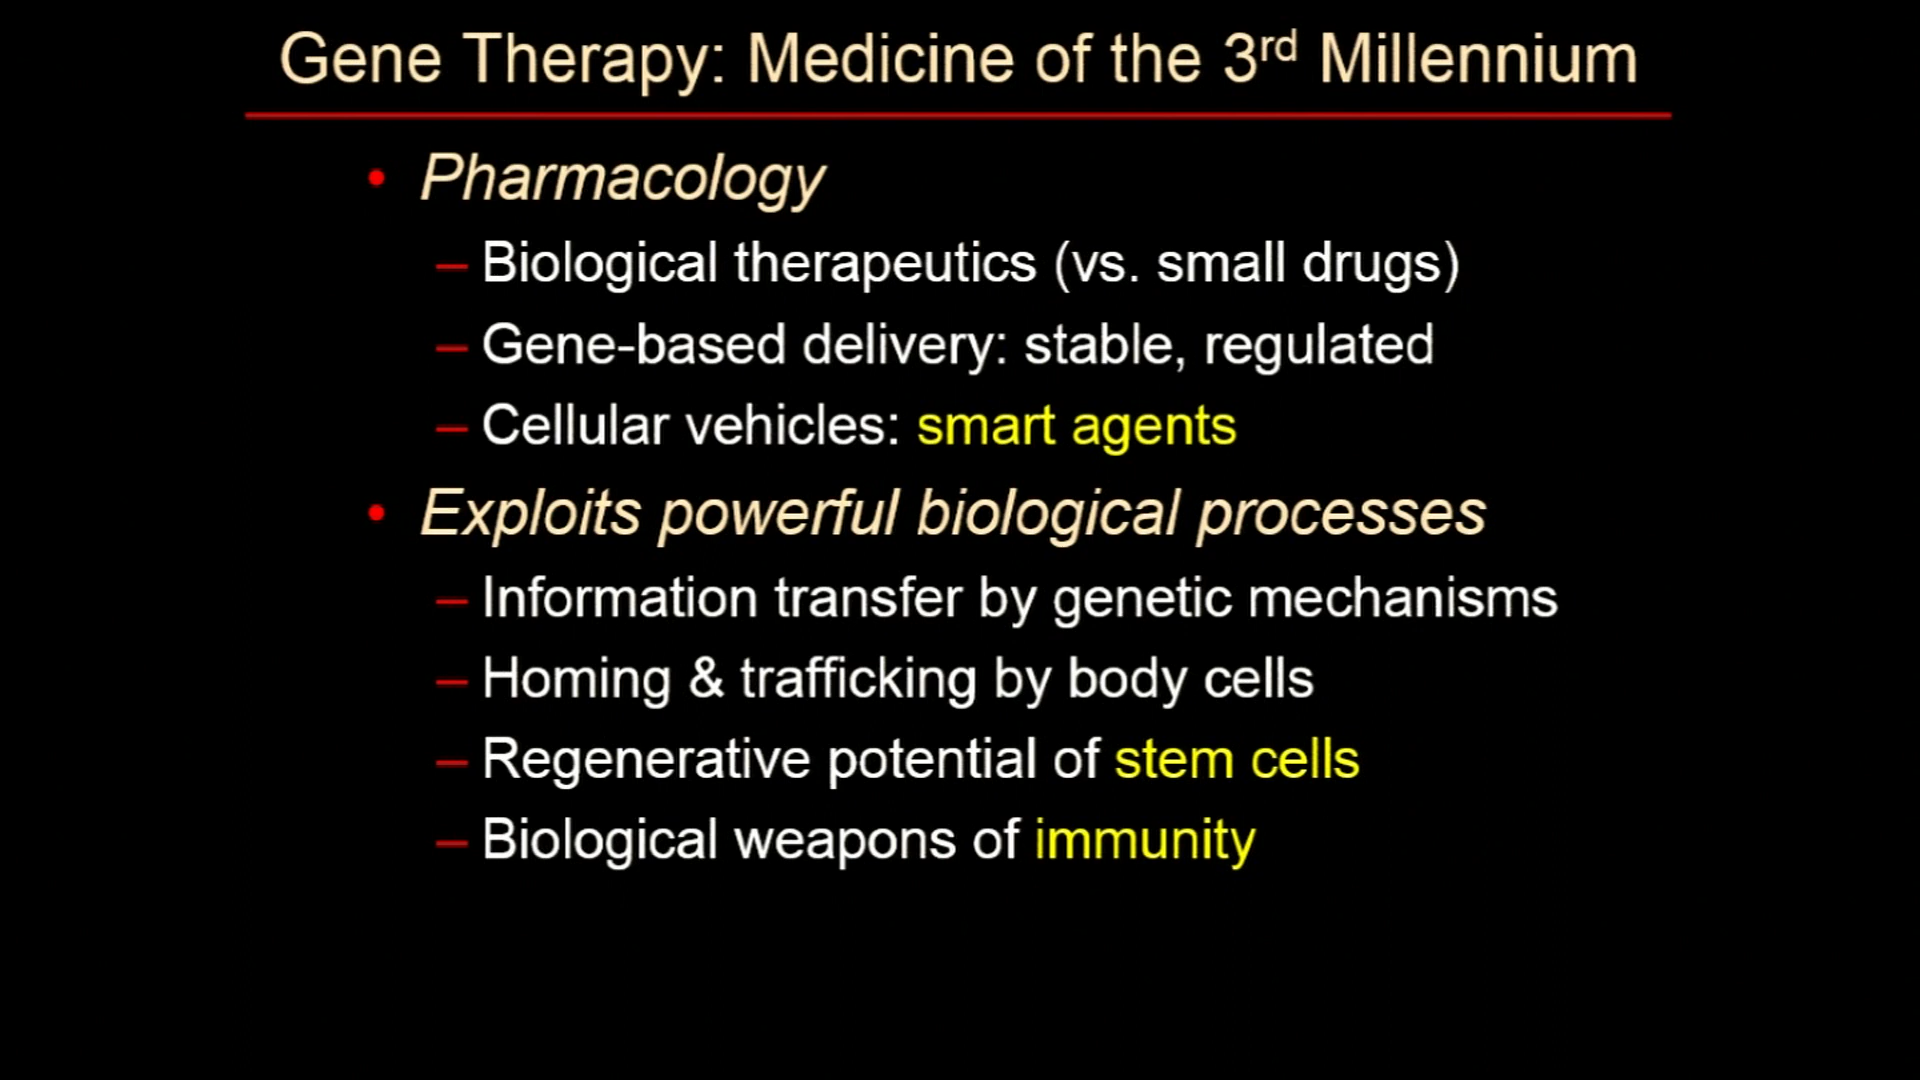 Gene Therapy: Medicine of the 3rd Millennium
• Pharmacology
– Biological therapeutics (vs. small drugs)
– Gene-based delivery: stable, regulated
– Cellular vehicles: smart agents
• Exploits powerful biological processes
– Information transfer by genetic mechanisms
– Homing & trafficking by body cells
– Regenerative potential of stem cells
– Biological weapons of immunity